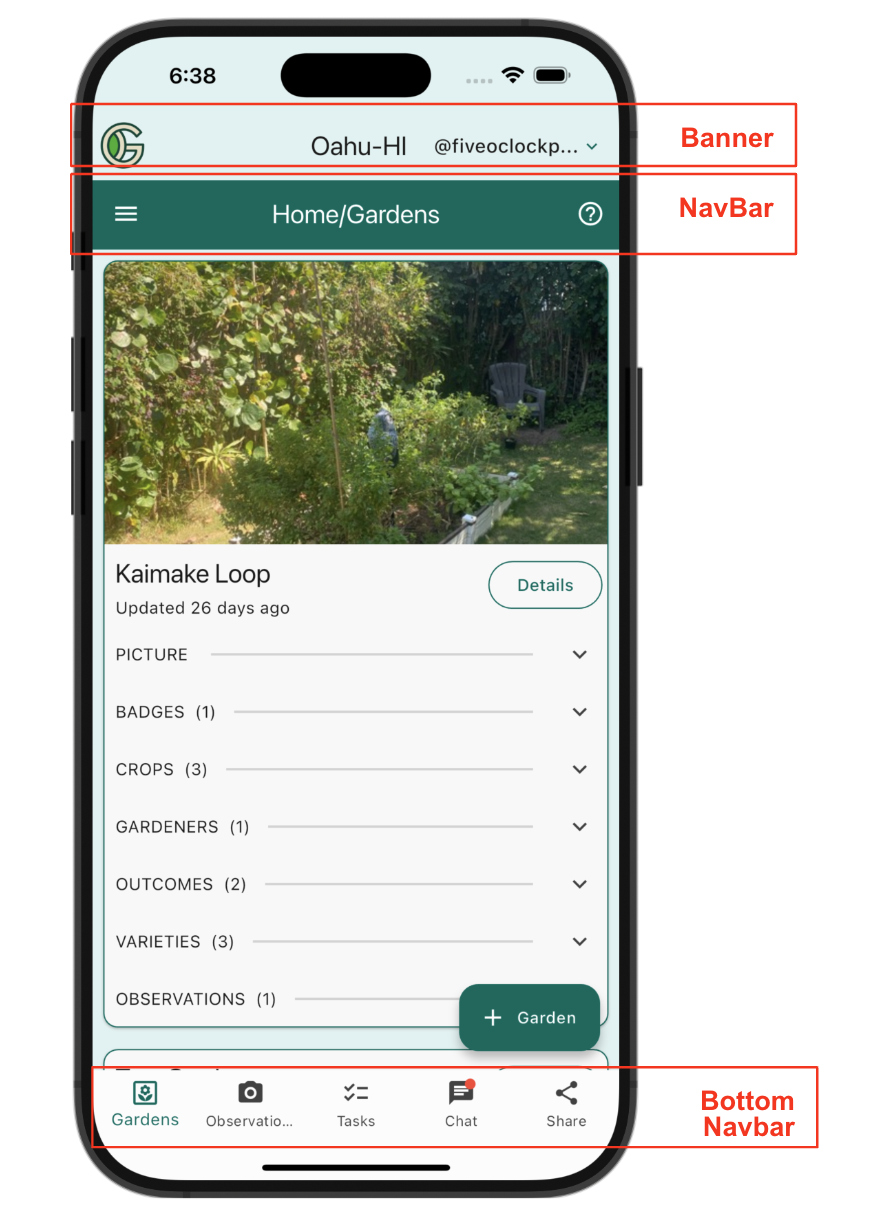 6:38
Oahu-HI @fiveoclockp...
Banner
Home/Gardens
NavBar
Kaimake Loop
Details
Updated 26 days ago
PICTURE
BADGES (1)
CROPS (3)
GARDENERS (1)
OUTCOMES (2)
VARIETIES (3)
OBSERVATIONS (1)
+ Garden
Gardens Observatio... Tasks Chat Share
Bottom
Navbar